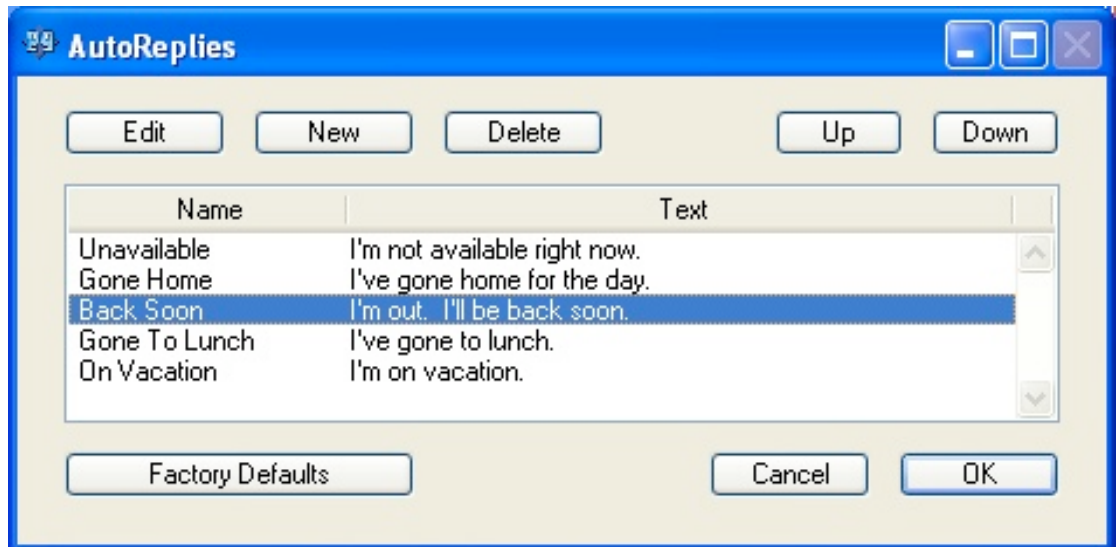 AutoReplies
Edit New Delete Up Down
Name Text
Unavailable I'm not available right now.
Gone Home I've gone home for the day.
Back Soon I'm out.  I'll be back soon.
Gone To Lunch I've gone to lunch.
On Vacation I'm on vacation.
Factory Defaults Cancel OK